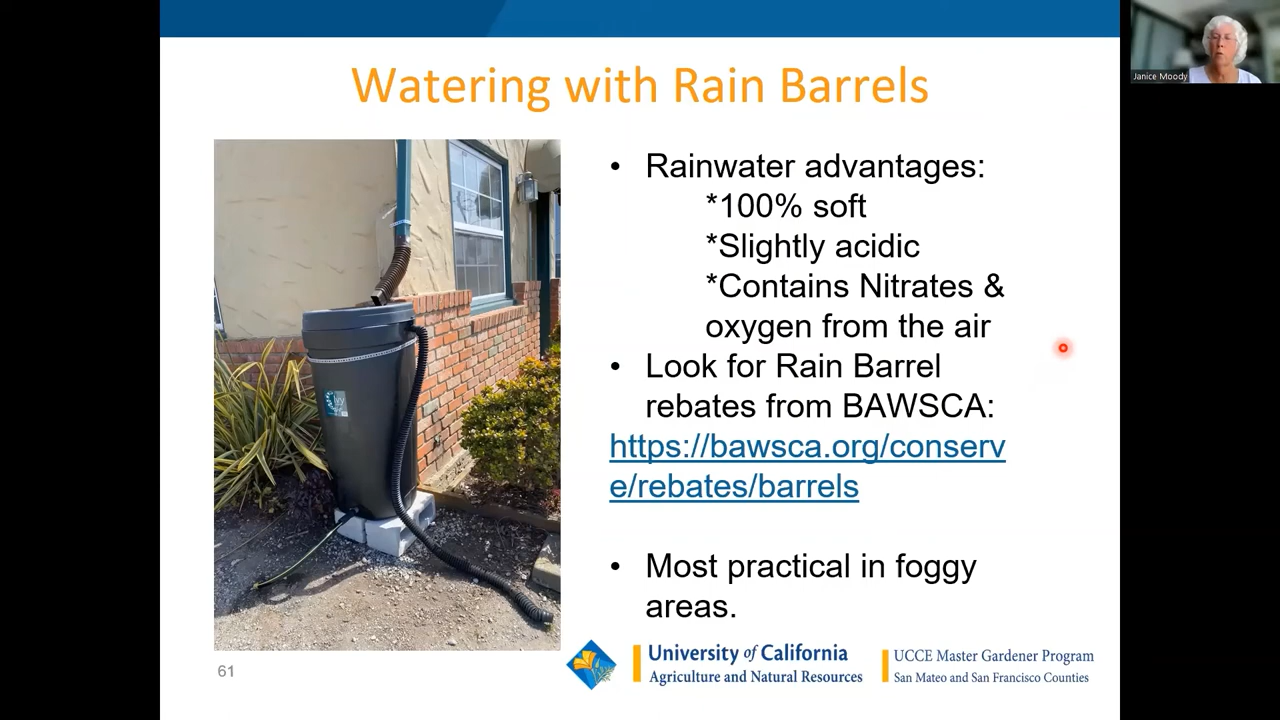 Watering with Rain Barrels
Janice Moody
• Rainwater advantages:
*100% soft
*Slightly acidic
*Contains Nitrates &
oxygen from the air
• Look for Rain Barrel
rebates from BAWSCA:
https://bawsca.org/conserv
e/rebates/barrels
• Most practical in foggy
areas.
Ivy
61
University of California
Agriculture and Natural Resources
UCCE Master Gardener Program
San Mateo and San Francisco Counties